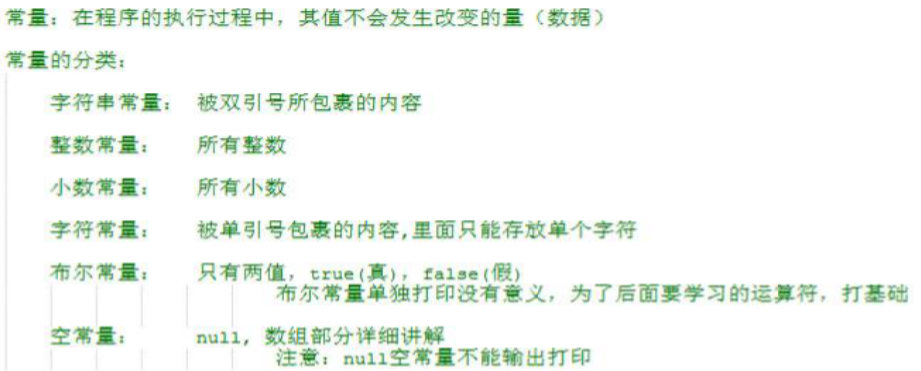 常量：在程序的执行过程中，其值不会发生改变的量（数据）
常量的分类：
字符串常量： 被双引号所包裹的内容
整数常量： 所有整数
小数常量： 所有小数
字符常量： 被单引号包裹的内容,里面只能存放单个字符
布尔常量： 只有两值，true(真)，false(假)
布尔常量单独打印没有意义，为了后面要学习的运算符，打基础
空常量： null, 数组部分详细讲解
注意：null空常量不能输出打印